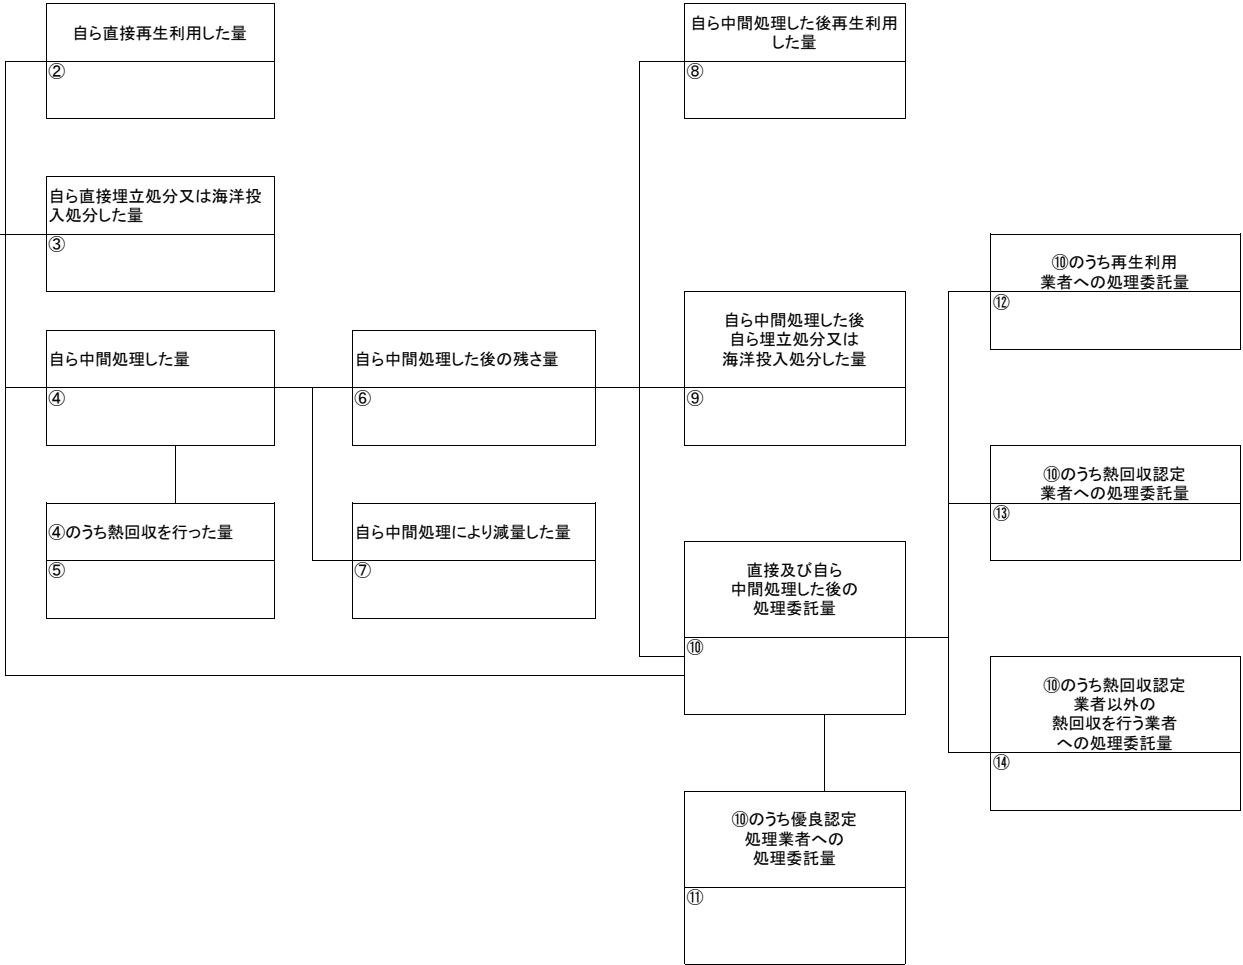 自ら直接再生利用した量
②
自ら中間処理した後再生利用
した量
⑧
自ら直接埋立処分又は海洋投
入処分した量
③
⑩のうち再生利用
業者への処理委託量
⑫
自ら中間処理した量
④
自ら中間処理した後の残さ量
⑥
自ら中間処理した後
自ら埋立処分又は
海洋投入処分した量
⑨
⑩のうち熱回収認定
業者への処理委託量
⑬
④のうち熱回収を行った量
⑤
自ら中間処理により減量した量
⑦
直接及び自ら
中間処理した後の
処理委託量
⑩
⑩のうち熱回収認定
業者以外の
熱回収を行う業者
への処理委託量
⑭
⑩のうち優良認定
処理業者への
処理委託量
⑪